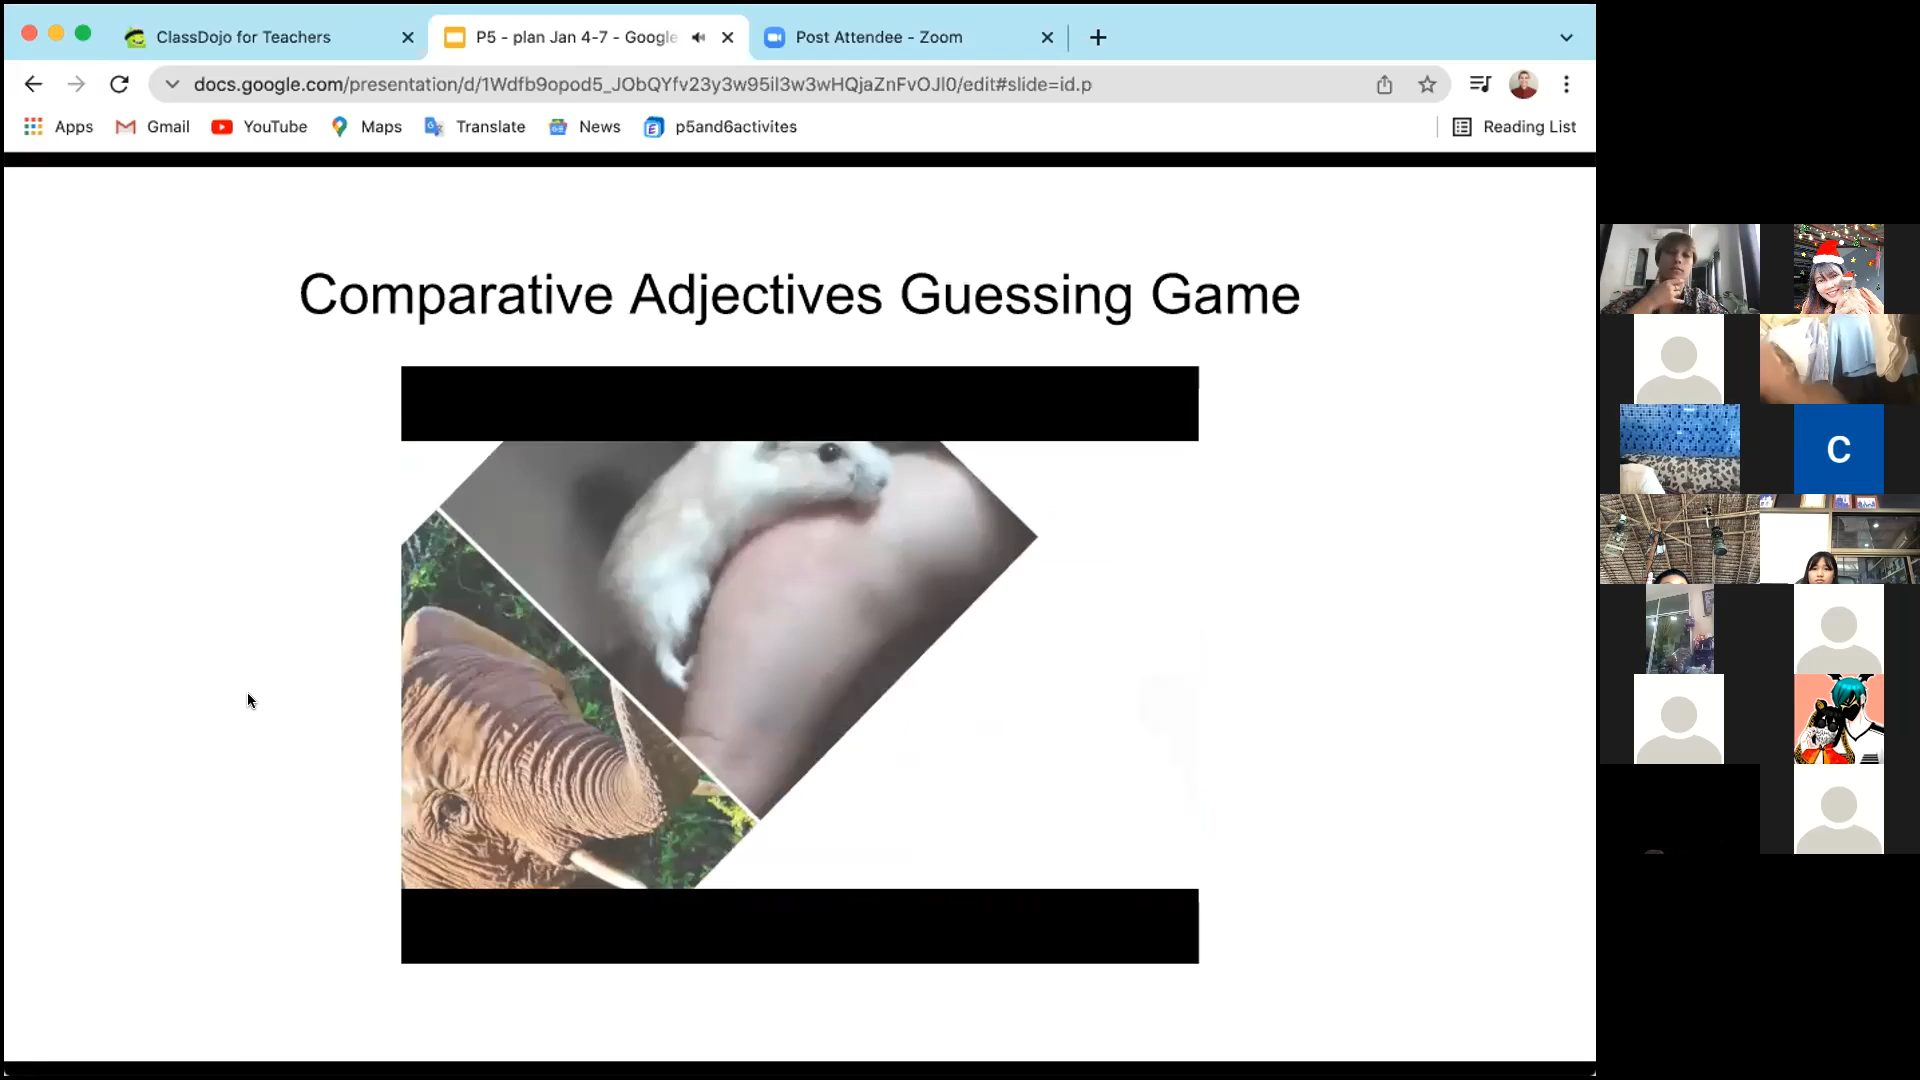 ClassDojo for Teachers
P5 - plan Jan 4-7 - Google
Post Attendee - Zoom
docs.google.com/presentation/d/1Wdfb9opod5_JObQYfv23y3w95il3w3wHQjaZnFvOJl0/edit#slide=id.p
Apps
Gmail
YouTube
Maps
Translate
News
p5and6activites
Reading List
Comparative Adjectives Guessing Game
C